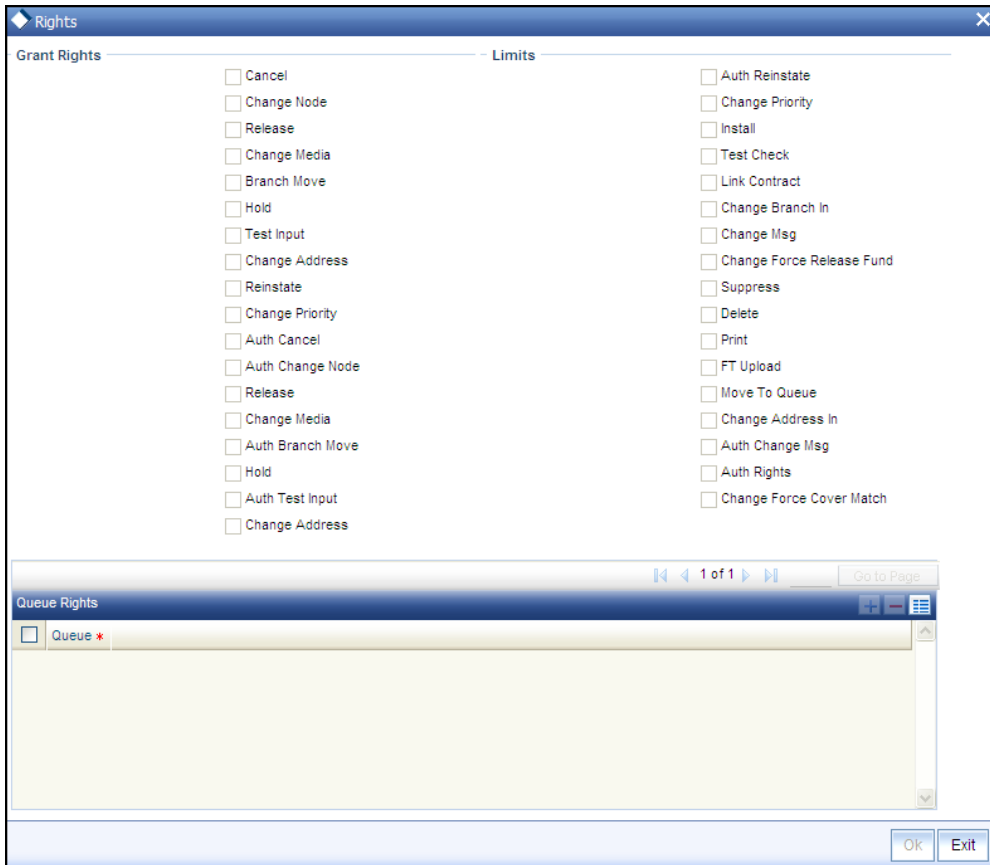 Rights
Grant Rights
Cancel
Change Node
Release
Change Media
Branch Move
Hold
Test Input
Change Address
Reinstate
Change Priority
Auth Cancel
Auth Change Node
Release
Change Media
Auth Branch Move
Hold
Auth Test Input
Change Address
Limits
Auth Reinstate
Change Priority
Install
Test Check
Link Contract
Change Branch In
Change Msg
Change Force Release Fund
Suppress
Delete
Print
FT Upload
Move To Queue
Change Address In
Auth Change Msg
Auth Rights
Change Force Cover Match
1 of 1 Go to Page
Queue Rights
Queue *
Ok Exit